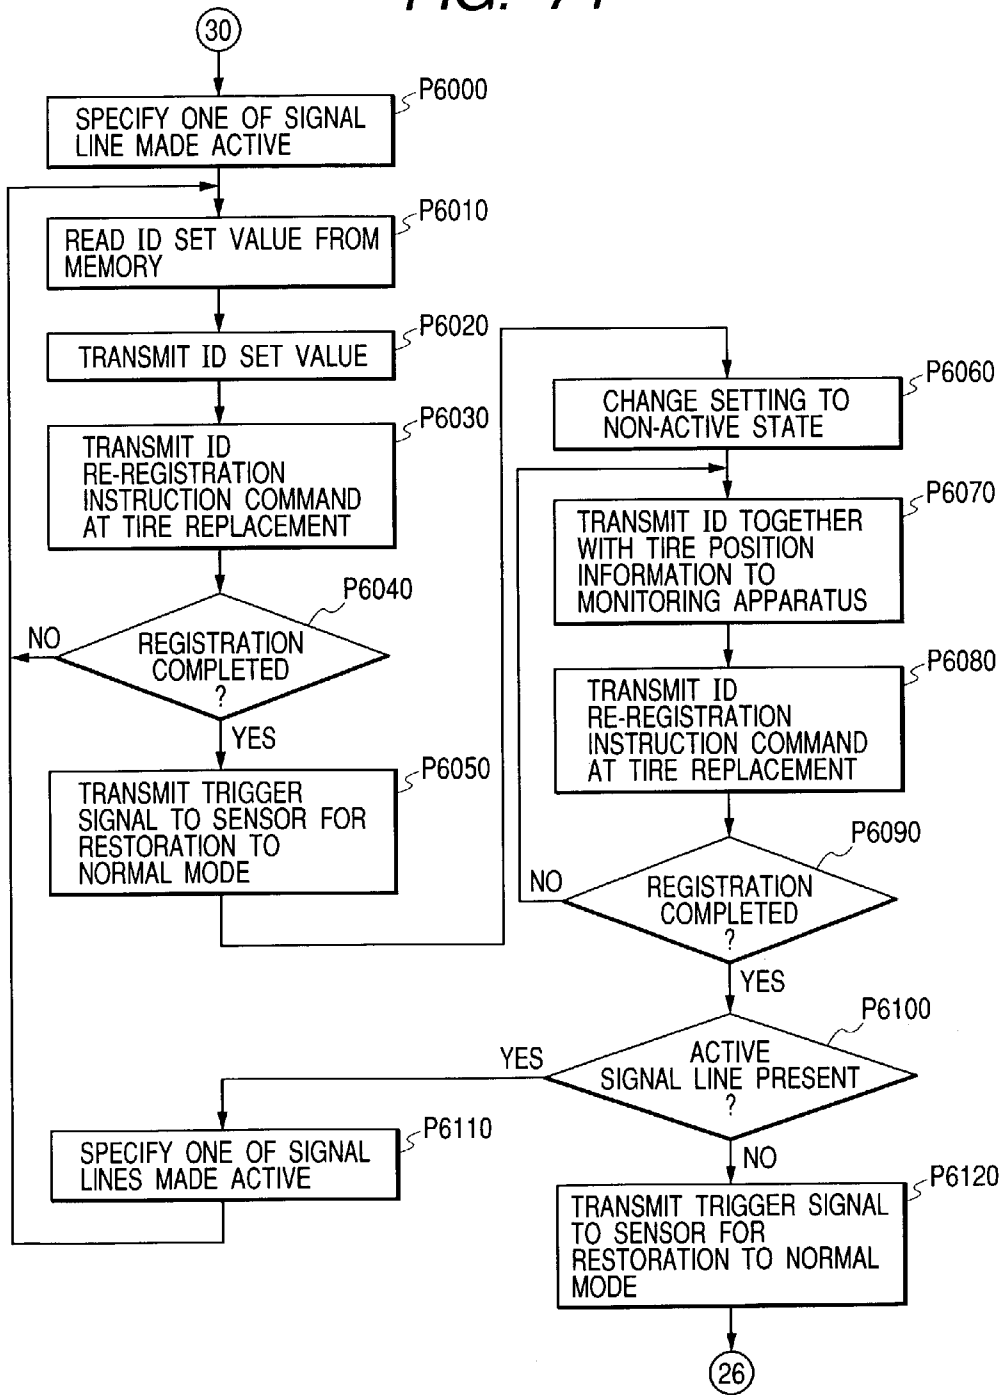 FIG. 71
30
P6000
SPECIFY ONE OF SIGNAL
LINE MADE ACTIVE
P6010
READ ID SET VALUE FROM
MEMORY
P6020
TRANSMIT ID SET VALUE
P6030
TRANSMIT ID
RE-REGISTRATION
INSTRUCTION COMMAND
AT TIRE REPLACEMENT
P6040
NO
REGISTRATION
COMPLETED
?
YES
P6050
TRANSMIT TRIGGER
SIGNAL TO SENSOR FOR
RESTORATION TO
NORMAL MODE
P6060
CHANGE SETTING TO
NON-ACTIVE STATE
P6070
TRANSMIT ID TOGETHER
WITH TIRE POSITION
INFORMATION TO
MONITORING APPARATUS
P6080
TRANSMIT ID
RE-REGISTRATION
INSTRUCTION COMMAND
AT TIRE REPLACEMENT
P6090
NO
REGISTRATION
COMPLETED
?
YES
P6100
YES
ACTIVE
SIGNAL LINE PRESENT
?
NO
P6110
SPECIFY ONE OF SIGNAL
LINES MADE ACTIVE
P6120
TRANSMIT TRIGGER SIGNAL
TO SENSOR FOR
RESTORATION TO NORMAL
MODE
26